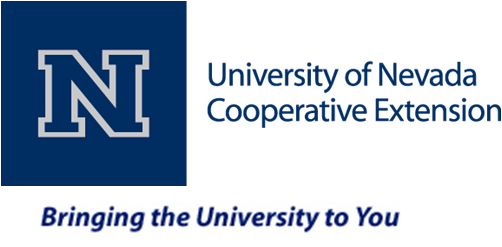 N
University of Nevada
Cooperative Extension
Bringing the University to You